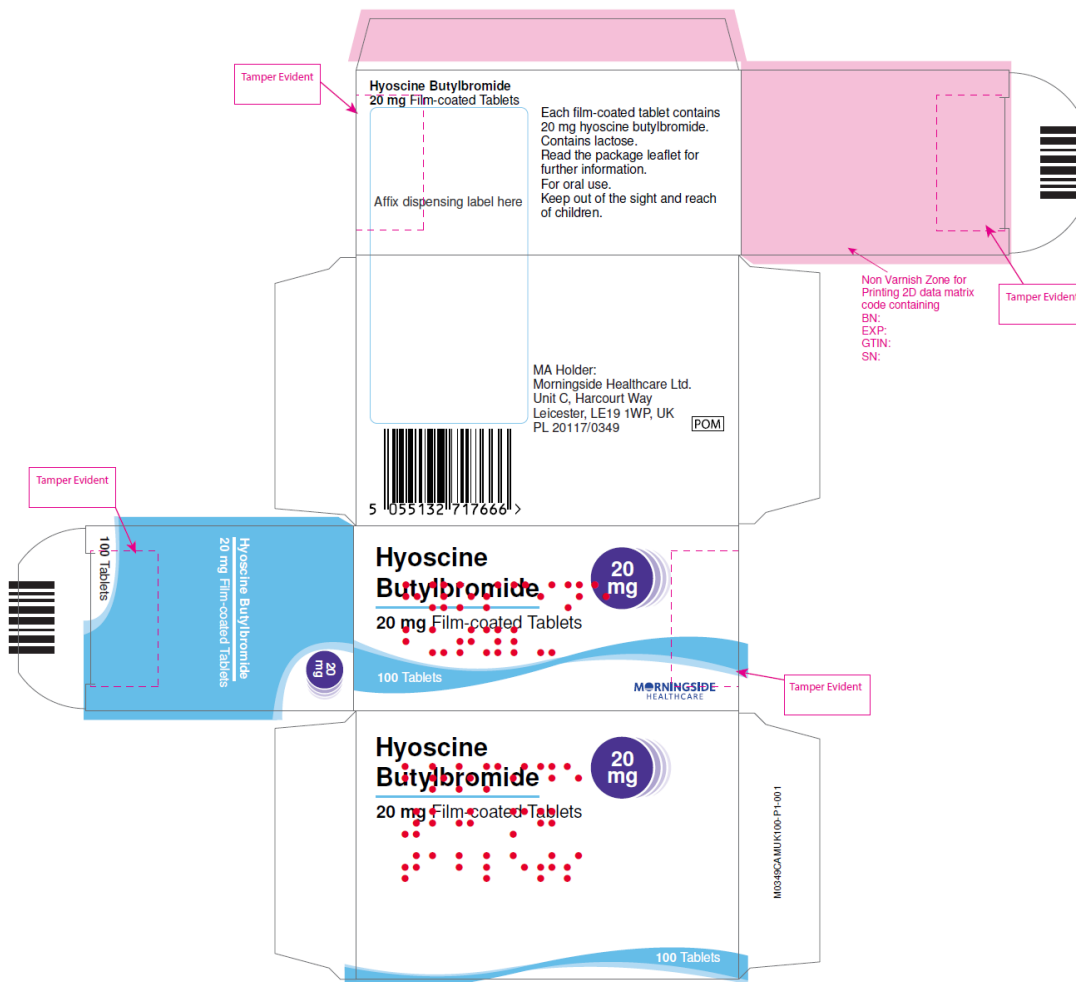 Tamper Evident
Hyoscine Butylbromide
20 mg Film-coated Tablets
Affix dispensing label here
Each film-coated tablet contains
20 mg hyoscine butylbromide.
Contains lactose.
Read the package leaflet for
further information.
For oral use.
Keep out of the sight and reach
of children.
Non Varnish Zone for
Printing 2D data matrix
code containing
BN:
EXP:
GTIN:
SN:
Tamper Evident
MA Holder:
Morningside Healthcare Ltd.
Unit C, Harcourt Way
Leicester, LE19 1WP, UK
PL 20117/0349
POM
5 055132 717666 >
Tamper Evident
100 Tablets
Hyoscine Butylbromide
20 mg Film-coated Tablets
20
mg
Hyoscine
Butylbromide
20 mg Film-coated Tablets
20
mg
100 Tablets
MORNINGSIDE
HEALTHCARE
Tamper Evident
Hyoscine
Butylbromide
20 mg Film-coated Tablets
20
mg
100 Tablets
M0349CAMUK100-P1-001